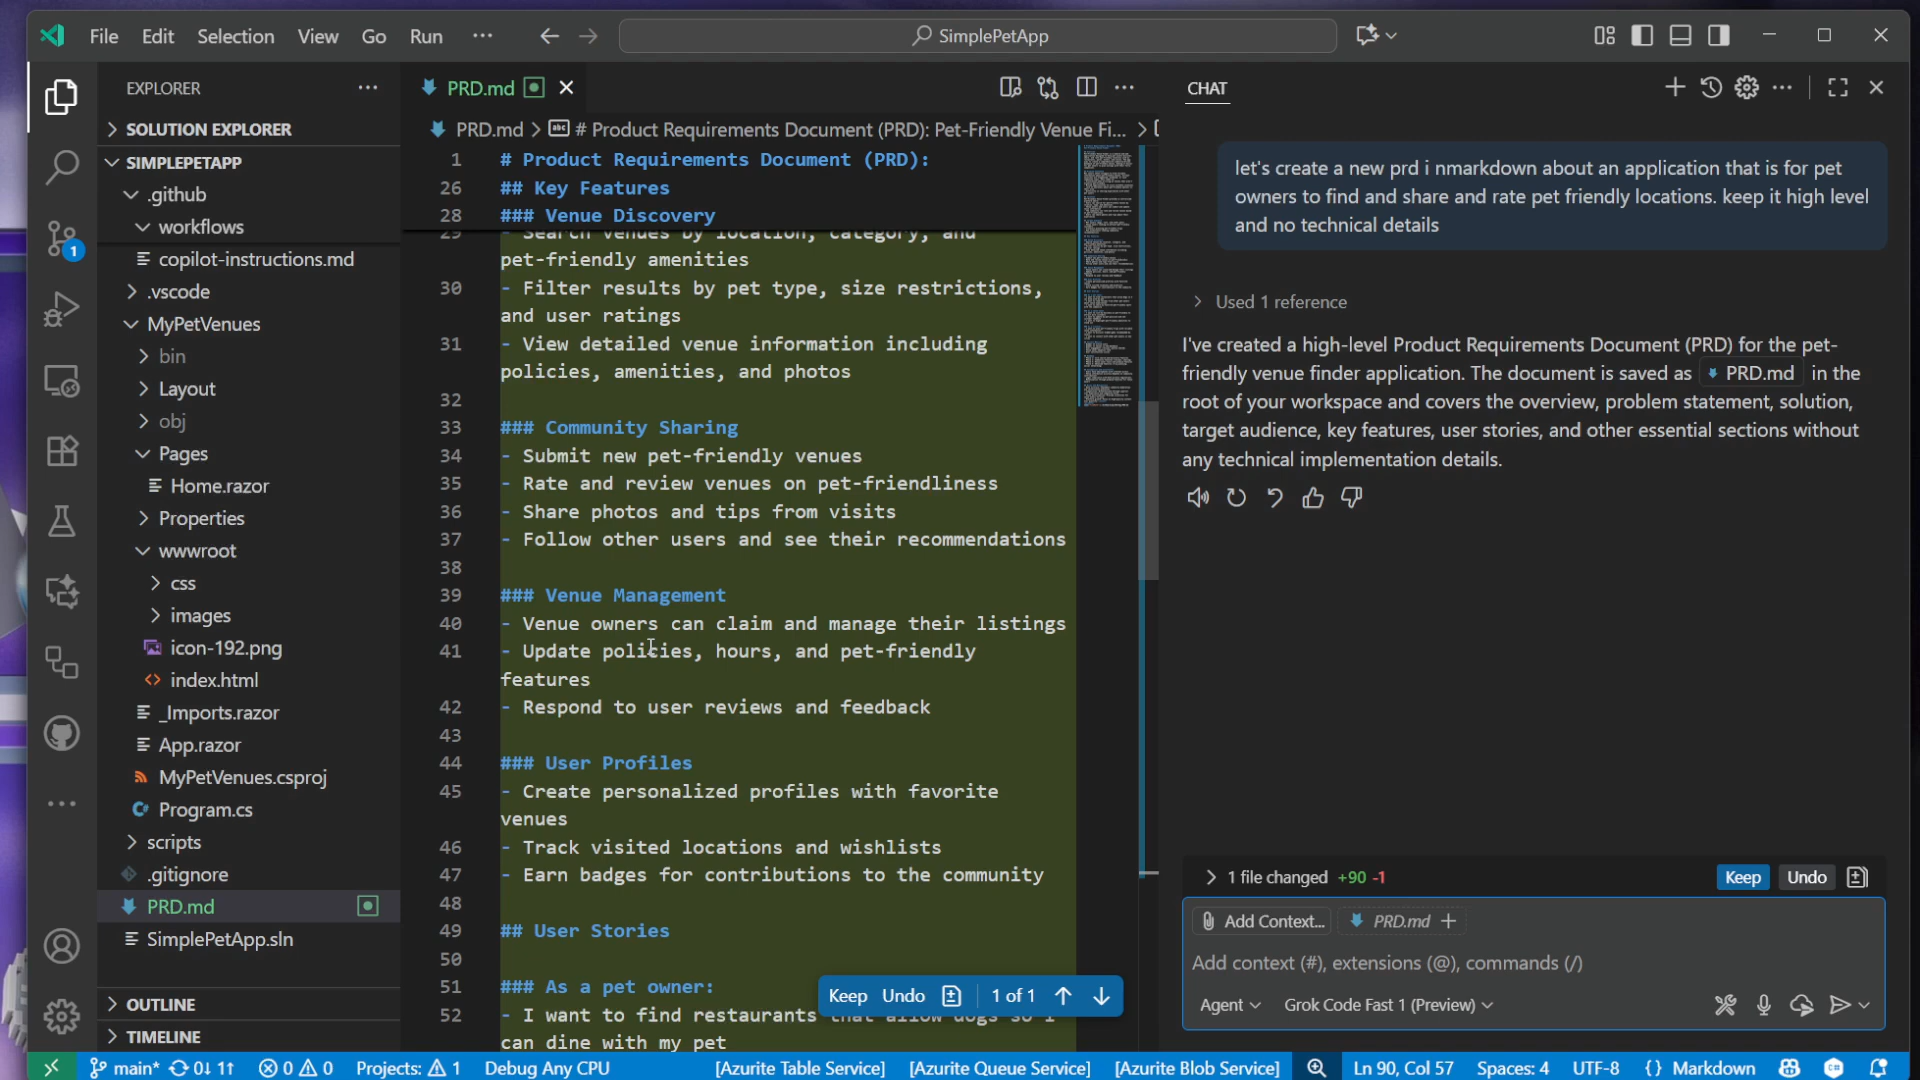 File Edit Selection View Go Run ··· SimplePetApp
EXPLORER
SOLUTION EXPLORER
SIMPLEPETAPP
.github
workflows
copilot-instructions.md
.vscode
MyPetVenues
bin
Layout
obj
Pages
Home.razor
Properties
wwwroot
css
images
icon-192.png
index.html
_Imports.razor
App.razor
MyPetVenues.csproj
Program.cs
scripts
.gitignore
PRD.md
SimplePetApp.sln
OUTLINE
TIMELINE
1
PRD.md
PRD.md > # Product Requirements Document (PRD): Pet-Friendly Venue Fi... >
1 # Product Requirements Document (PRD):
26 ## Key Features
28 ### Venue Discovery
29 - Search venues by location, category, and
pet-friendly amenities
30 - Filter results by pet type, size restrictions,
and user ratings
31 - View detailed venue information including
policies, amenities, and photos
32
33 ### Community Sharing
34 - Submit new pet-friendly venues
35 - Rate and review venues on pet-friendliness
36 - Share photos and tips from visits
37 - Follow other users and see their recommendations
38
39 ### Venue Management
40 - Venue owners can claim and manage their listings
41 - Update policies, hours, and pet-friendly
features
42 - Respond to user reviews and feedback
43
44 ### User Profiles
45 - Create personalized profiles with favorite
venues
46 - Track visited locations and wishlists
47 - Earn badges for contributions to the community
48
49 ## User Stories
50
51 ### As a pet owner:
52 - I want to find restaurants that allow dogs so I
can dine with my pet
Keep Undo 1 of 1
CHAT
let's create a new prd i nmarkdown about an application that is for pet
owners to find and share and rate pet friendly locations. keep it high level
and no technical details
Used 1 reference
I've created a high-level Product Requirements Document (PRD) for the pet-
friendly venue finder application. The document is saved as PRD.md in the
root of your workspace and covers the overview, problem statement, solution,
target audience, key features, user stories, and other essential sections without
any technical implementation details.
1 file changed +90 -1 Keep Undo
Add Context... PRD.md +
Add context (#), extensions (@), commands (/)
Agent Grok Code Fast 1 (Preview)
main* 0↓ 1↑ 0 0 Projects: 1 Debug Any CPU [Azurite Table Service] [Azurite Queue Service] [Azurite Blob Service] Ln 90, Col 57 Spaces: 4 UTF-8 {} Markdown